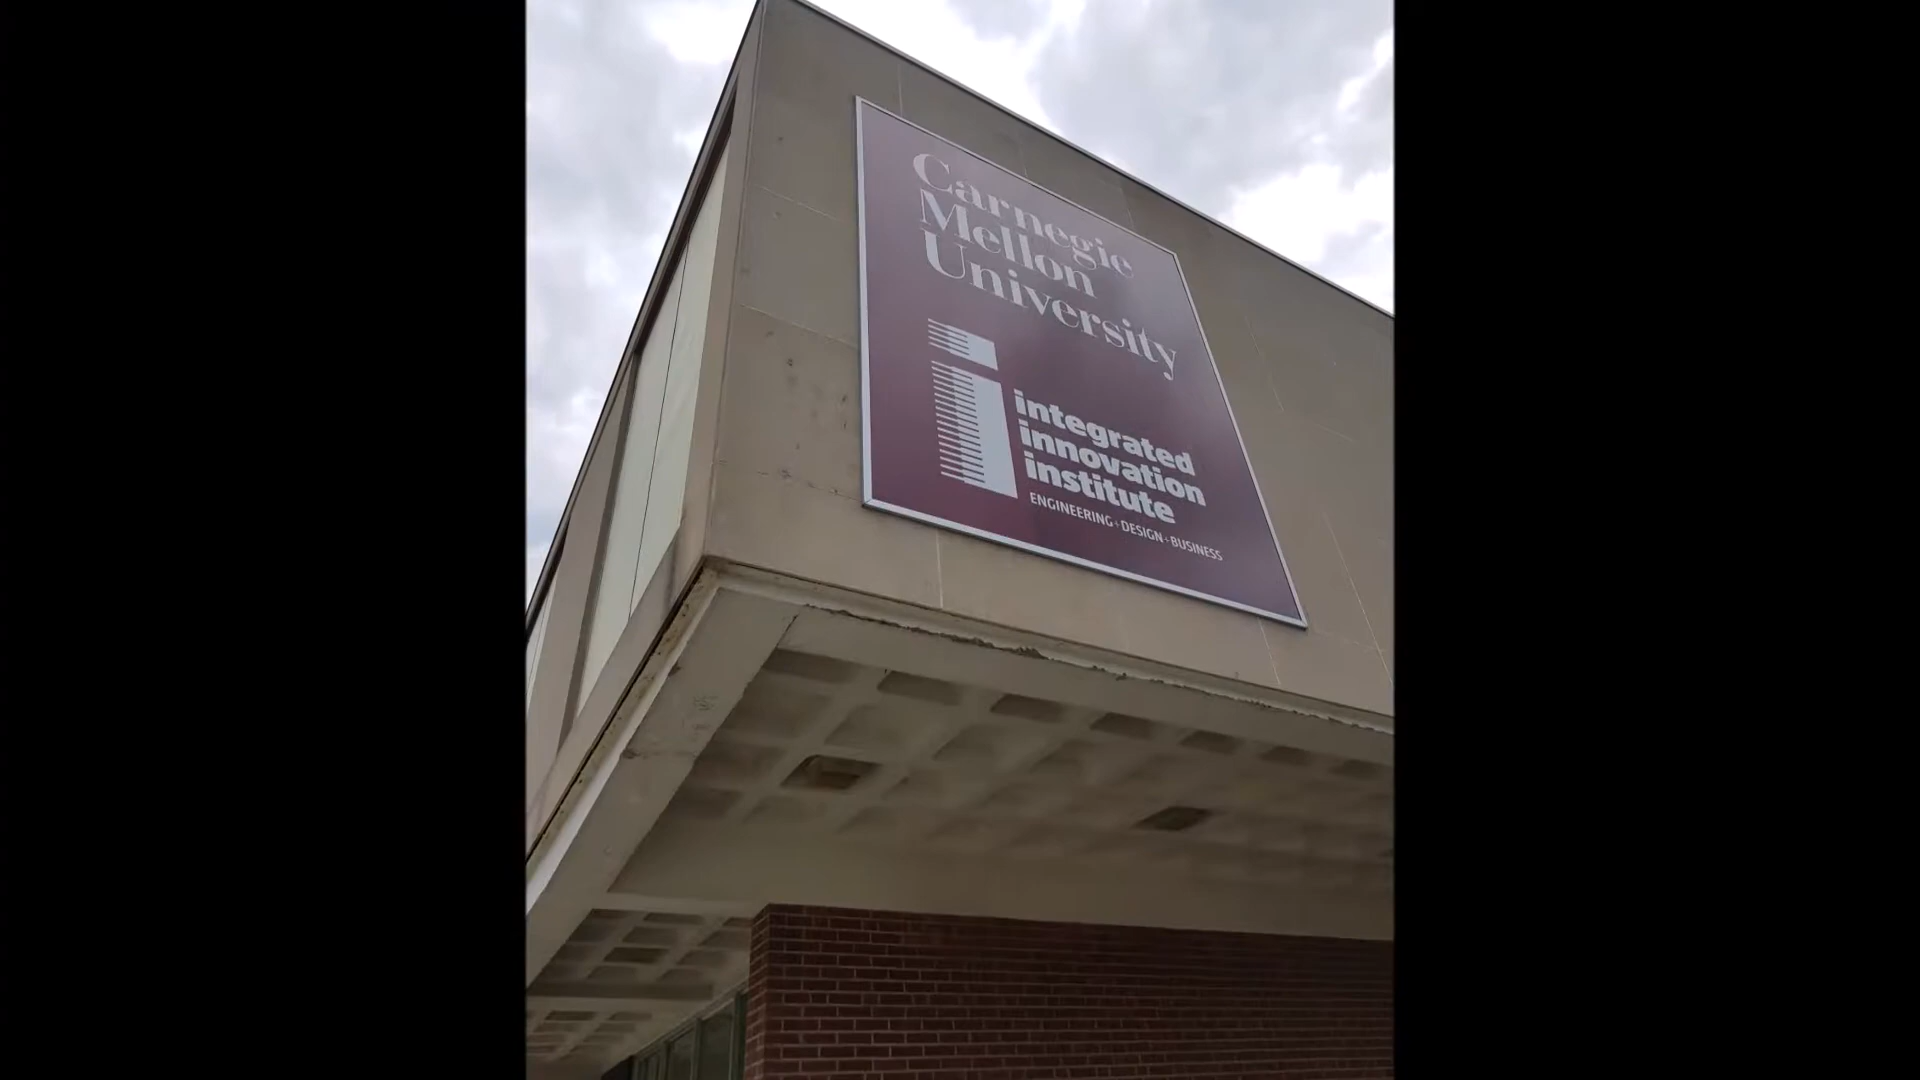 Carnegie
Mellon
University
integrated
innovation
institute
ENGINEERING+DESIGN+BUSINESS